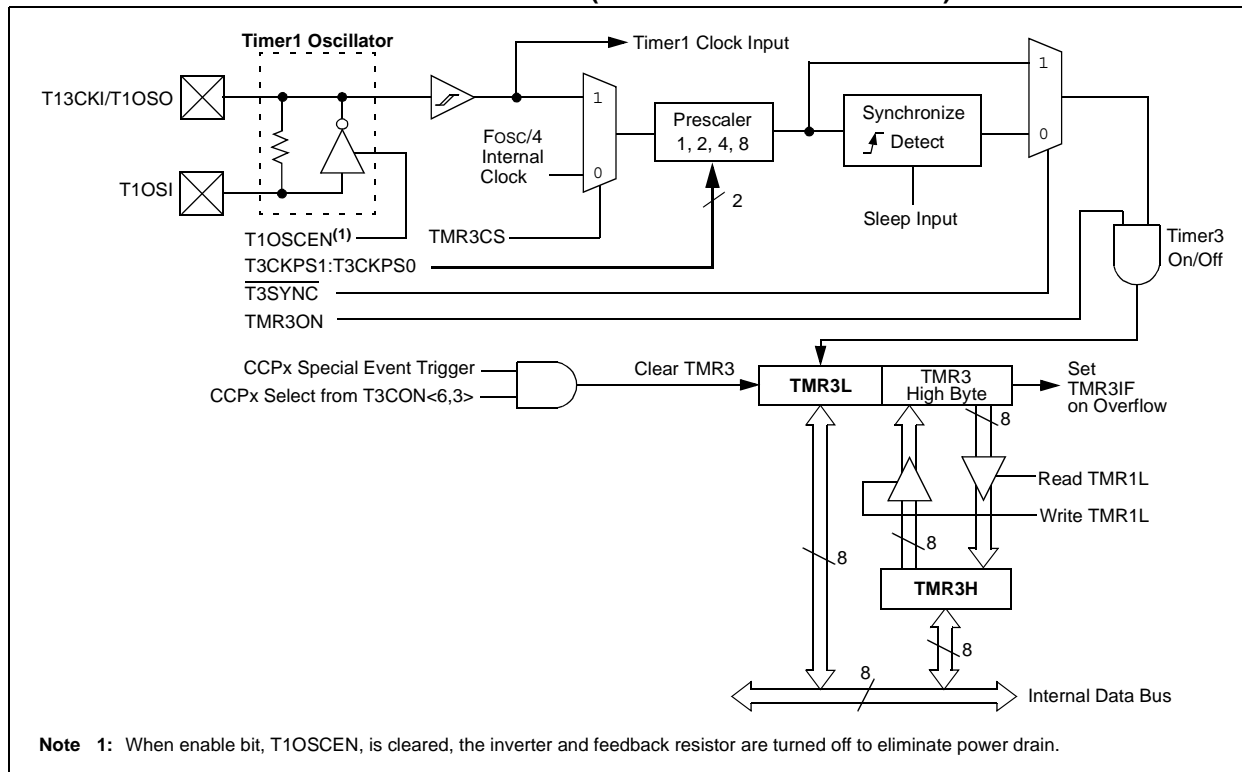 Timer1 Oscillator
Timer1 Clock Input
T13CKI/T1OSO
T1OSI
1
0
FOSC/4
Internal
Clock
Prescaler
1, 2, 4, 8
2
Synchronize
Detect
Sleep Input
1
0
T1OSCEN(1)
TMR3CS
T3CKPS1:T3CKPS0
T3SYNC
TMR3ON
Timer3
On/Off
CCPx Special Event Trigger
CCPx Select from T3CON<6,3>
Clear TMR3
TMR3L
TMR3
High Byte
Set
TMR3IF
on Overflow
8
Read TMR1L
Write TMR1L
8
8
TMR3H
8
8
Internal Data Bus
Note 1: When enable bit, T1OSCEN, is cleared, the inverter and feedback resistor are turned off to eliminate power drain.